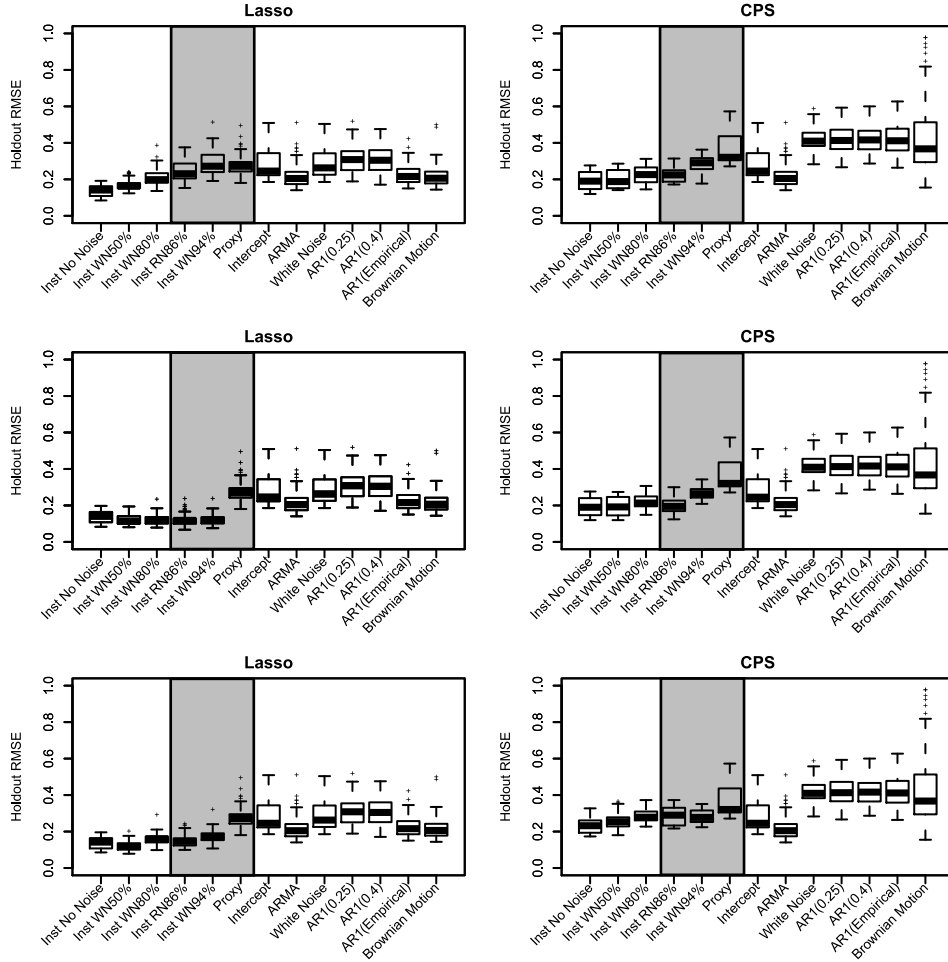 Lasso
CPS
Holdout RMSE
0.0 0.2 0.4 0.6 0.8 1.0
Inst No Noise
Inst WN50%
Inst WN80%
Inst RN86%
Inst WN94%
Proxy
Intercept
ARMA
White Noise
AR1(0.25)
AR1(0.4)
AR1(Empirical)
Brownian Motion
Holdout RMSE
0.0 0.2 0.4 0.6 0.8 1.0
Inst No Noise
Inst WN50%
Inst WN80%
Inst RN86%
Inst WN94%
Proxy
Intercept
ARMA
White Noise
AR1(0.25)
AR1(0.4)
AR1(Empirical)
Brownian Motion
Lasso
CPS
Holdout RMSE
0.0 0.2 0.4 0.6 0.8 1.0
Inst No Noise
Inst WN50%
Inst WN80%
Inst RN86%
Inst WN94%
Proxy
Intercept
ARMA
White Noise
AR1(0.25)
AR1(0.4)
AR1(Empirical)
Brownian Motion
Holdout RMSE
0.0 0.2 0.4 0.6 0.8 1.0
Inst No Noise
Inst WN50%
Inst WN80%
Inst RN86%
Inst WN94%
Proxy
Intercept
ARMA
White Noise
AR1(0.25)
AR1(0.4)
AR1(Empirical)
Brownian Motion
Lasso
CPS
Holdout RMSE
0.0 0.2 0.4 0.6 0.8 1.0
Inst No Noise
Inst WN50%
Inst WN80%
Inst RN86%
Inst WN94%
Proxy
Intercept
ARMA
White Noise
AR1(0.25)
AR1(0.4)
AR1(Empirical)
Brownian Motion
Holdout RMSE
0.0 0.2 0.4 0.6 0.8 1.0
Inst No Noise
Inst WN50%
Inst WN80%
Inst RN86%
Inst WN94%
Proxy
Intercept
ARMA
White Noise
AR1(0.25)
AR1(0.4)
AR1(Empirical)
Brownian Motion